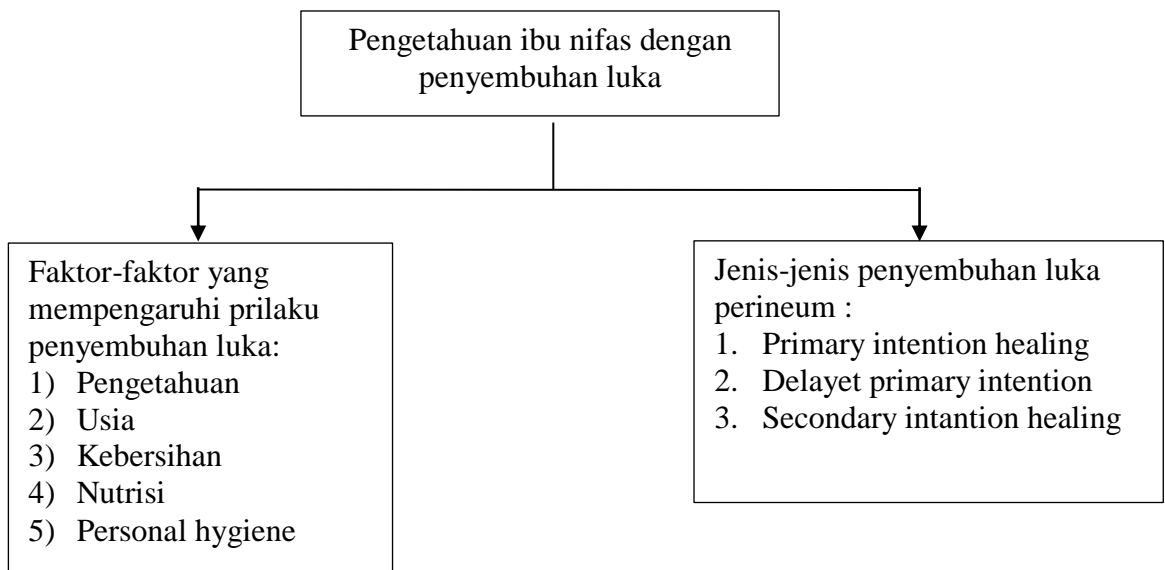 Pengetahuan ibu nifas dengan
penyembuhan luka
Faktor-faktor yang
mempengaruhi prilaku
penyembuhan luka:
1) Pengetahuan
2) Usia
3) Kebersihan
4) Nutrisi
5) Personal hygiene
Jenis-jenis penyembuhan luka
perineum :
1. Primary intention healing
2. Delayet primary intention
3. Secondary intantion healing